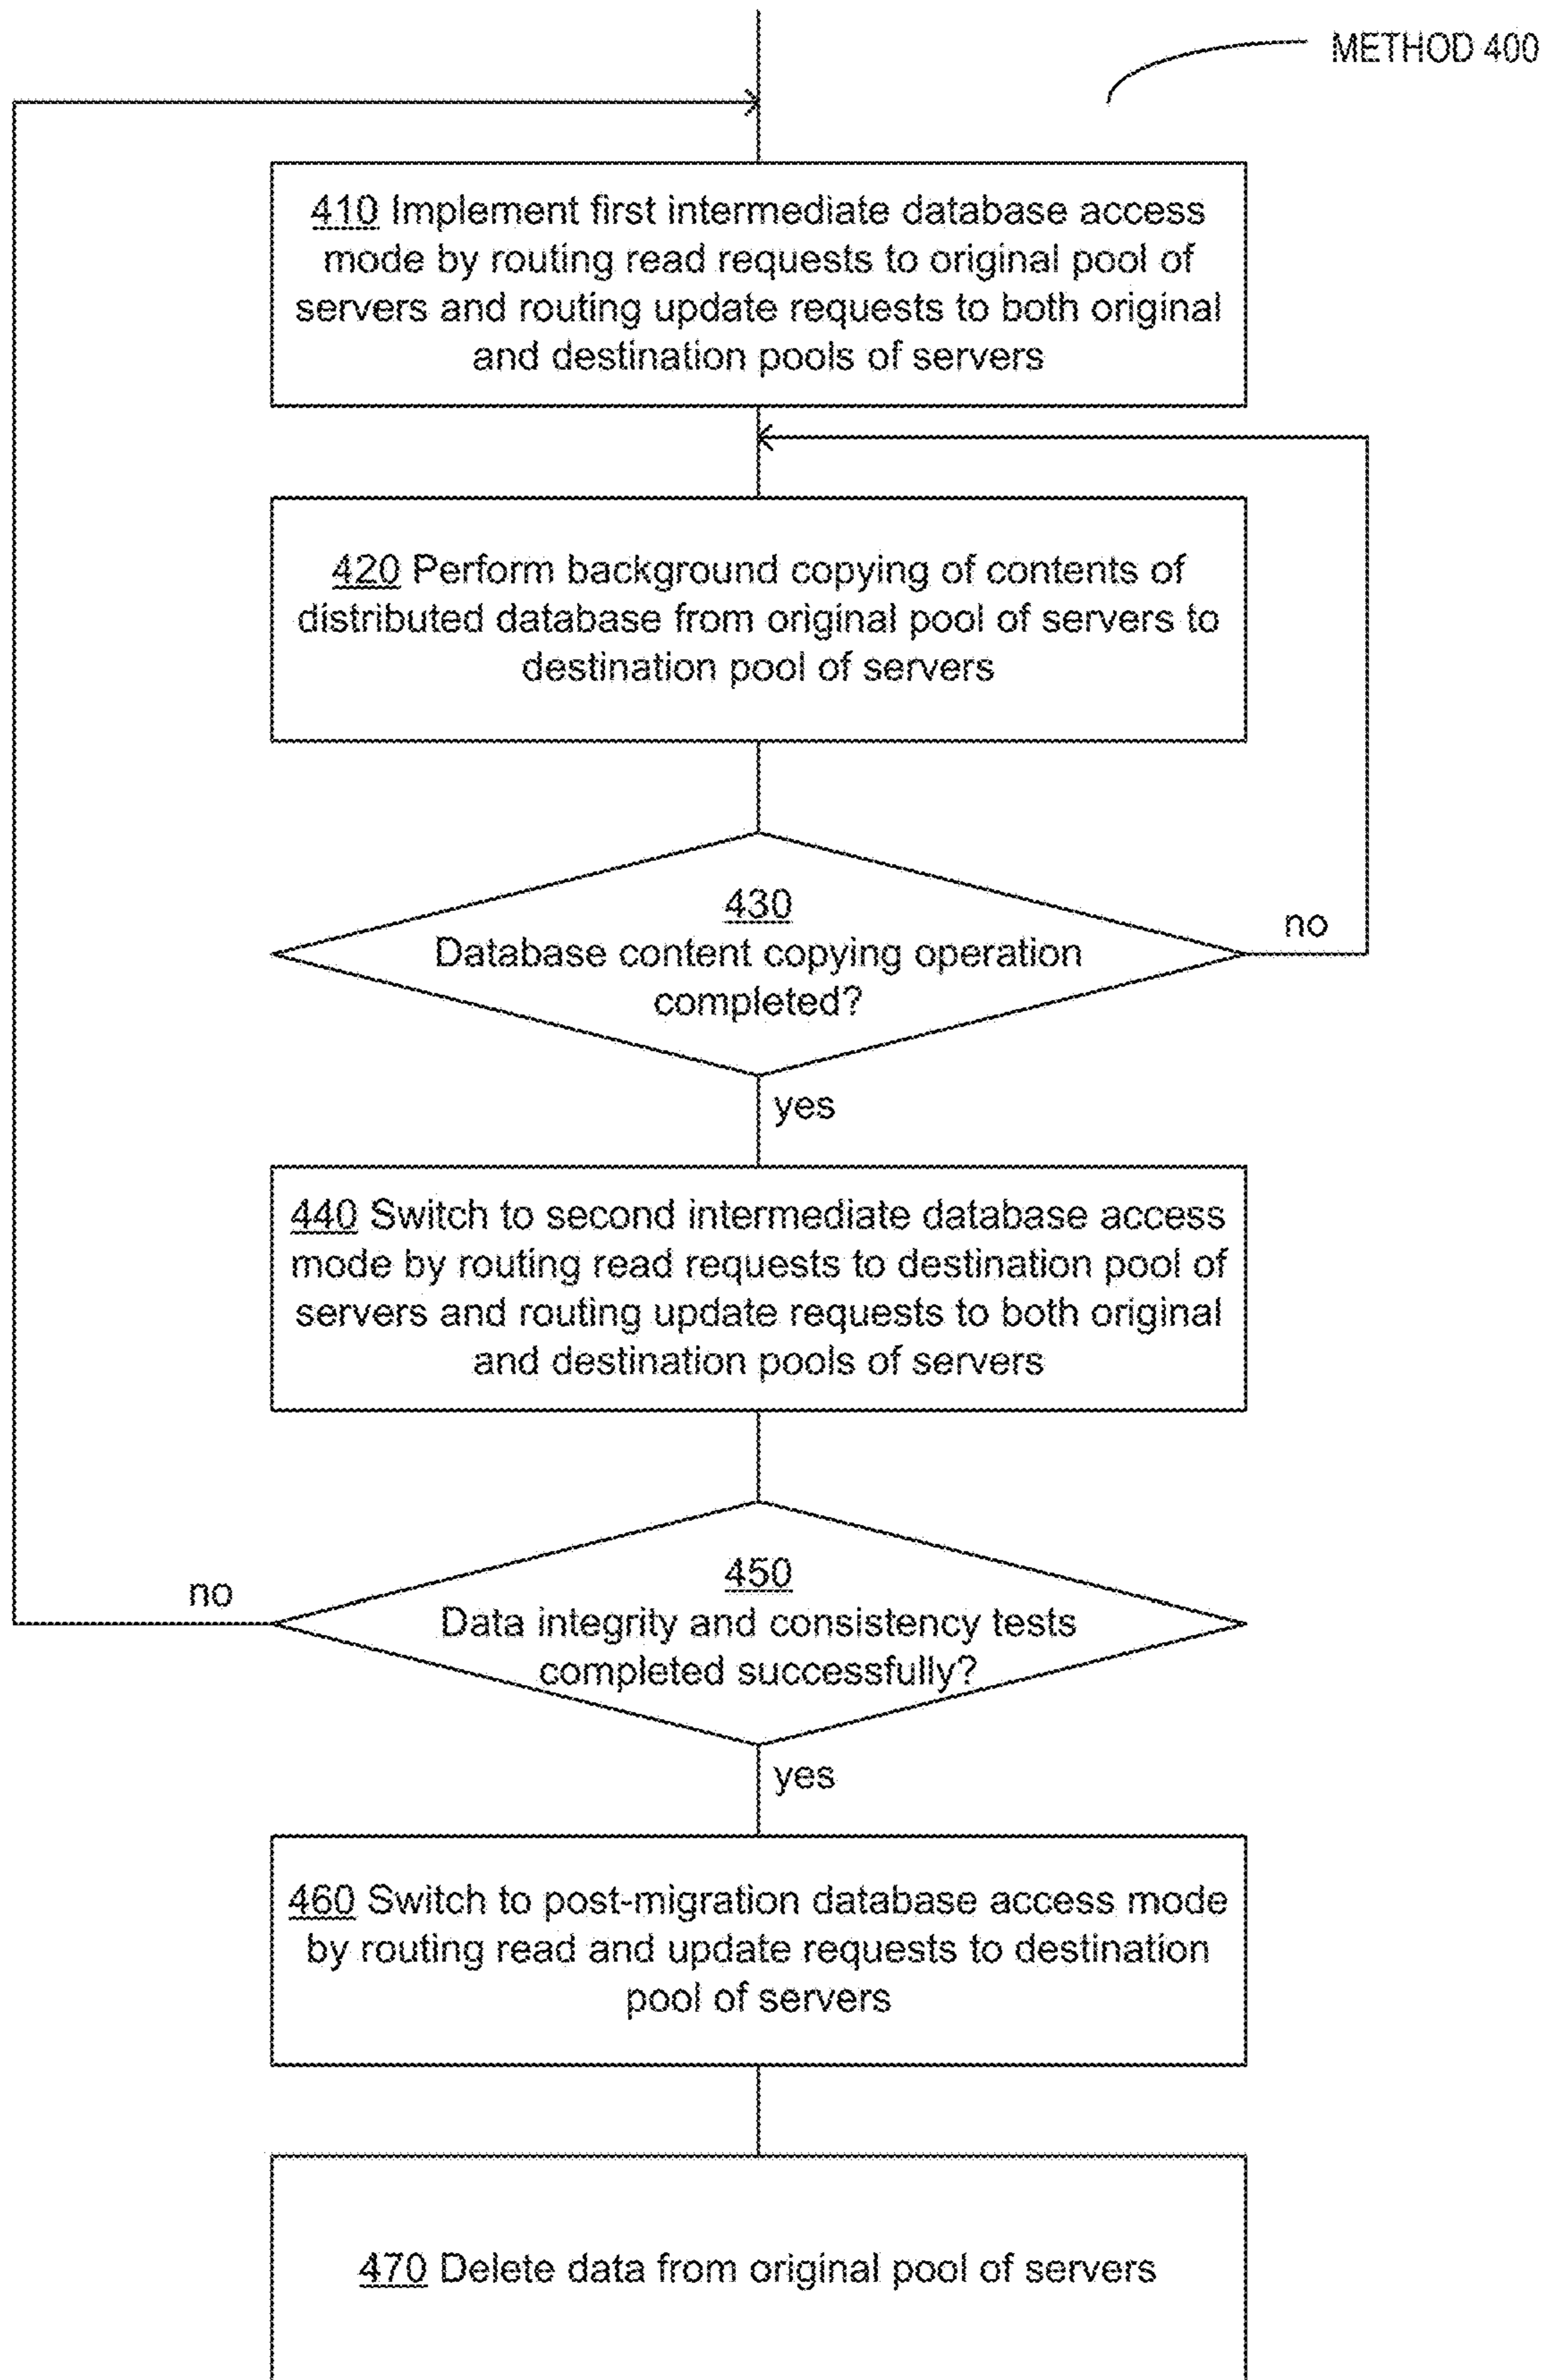 METHOD 400
410 Implement first intermediate database access
mode by routing read requests to original pool of
servers and routing update requests to both original
and destination pools of servers
420 Perform background copying of contents of
distributed database from original pool of servers to
destination pool of servers
430
Database content copying operation
completed?
no
yes
440 Switch to second intermediate database access
mode by routing read requests to destination pool of
servers and routing update requests to both original
and destination pools of servers
450
Data integrity and consistency tests
completed successfully?
no
yes
460 Switch to post-migration database access mode
by routing read and update requests to destination
pool of servers
470 Delete data from original pool of servers